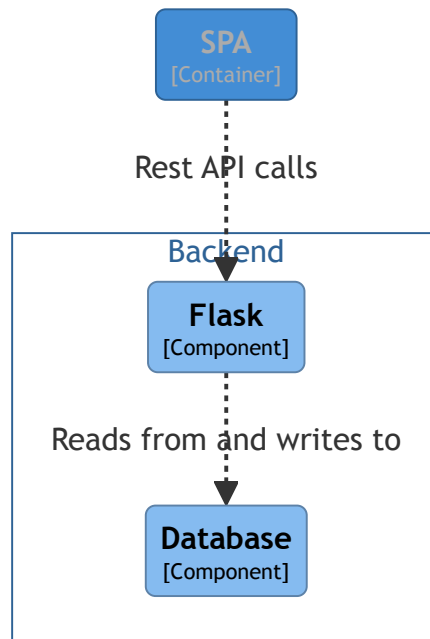 SPA
[Container]
Rest API calls
Backend
Flask
[Component]
Reads from and writes to
Database
[Component]